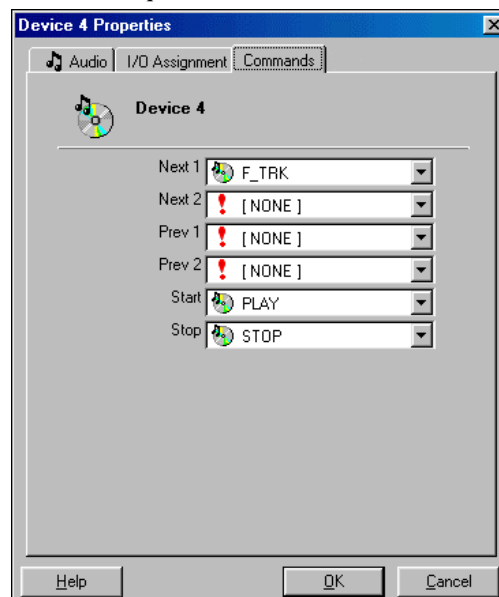 Device 4 Properties
Audio I/O Assignment Commands
Device 4
Next 1 F_TRK
Next 2 [ NONE ]
Prev 1 [ NONE ]
Prev 2 [ NONE ]
Start PLAY
Stop STOP
Help OK Cancel